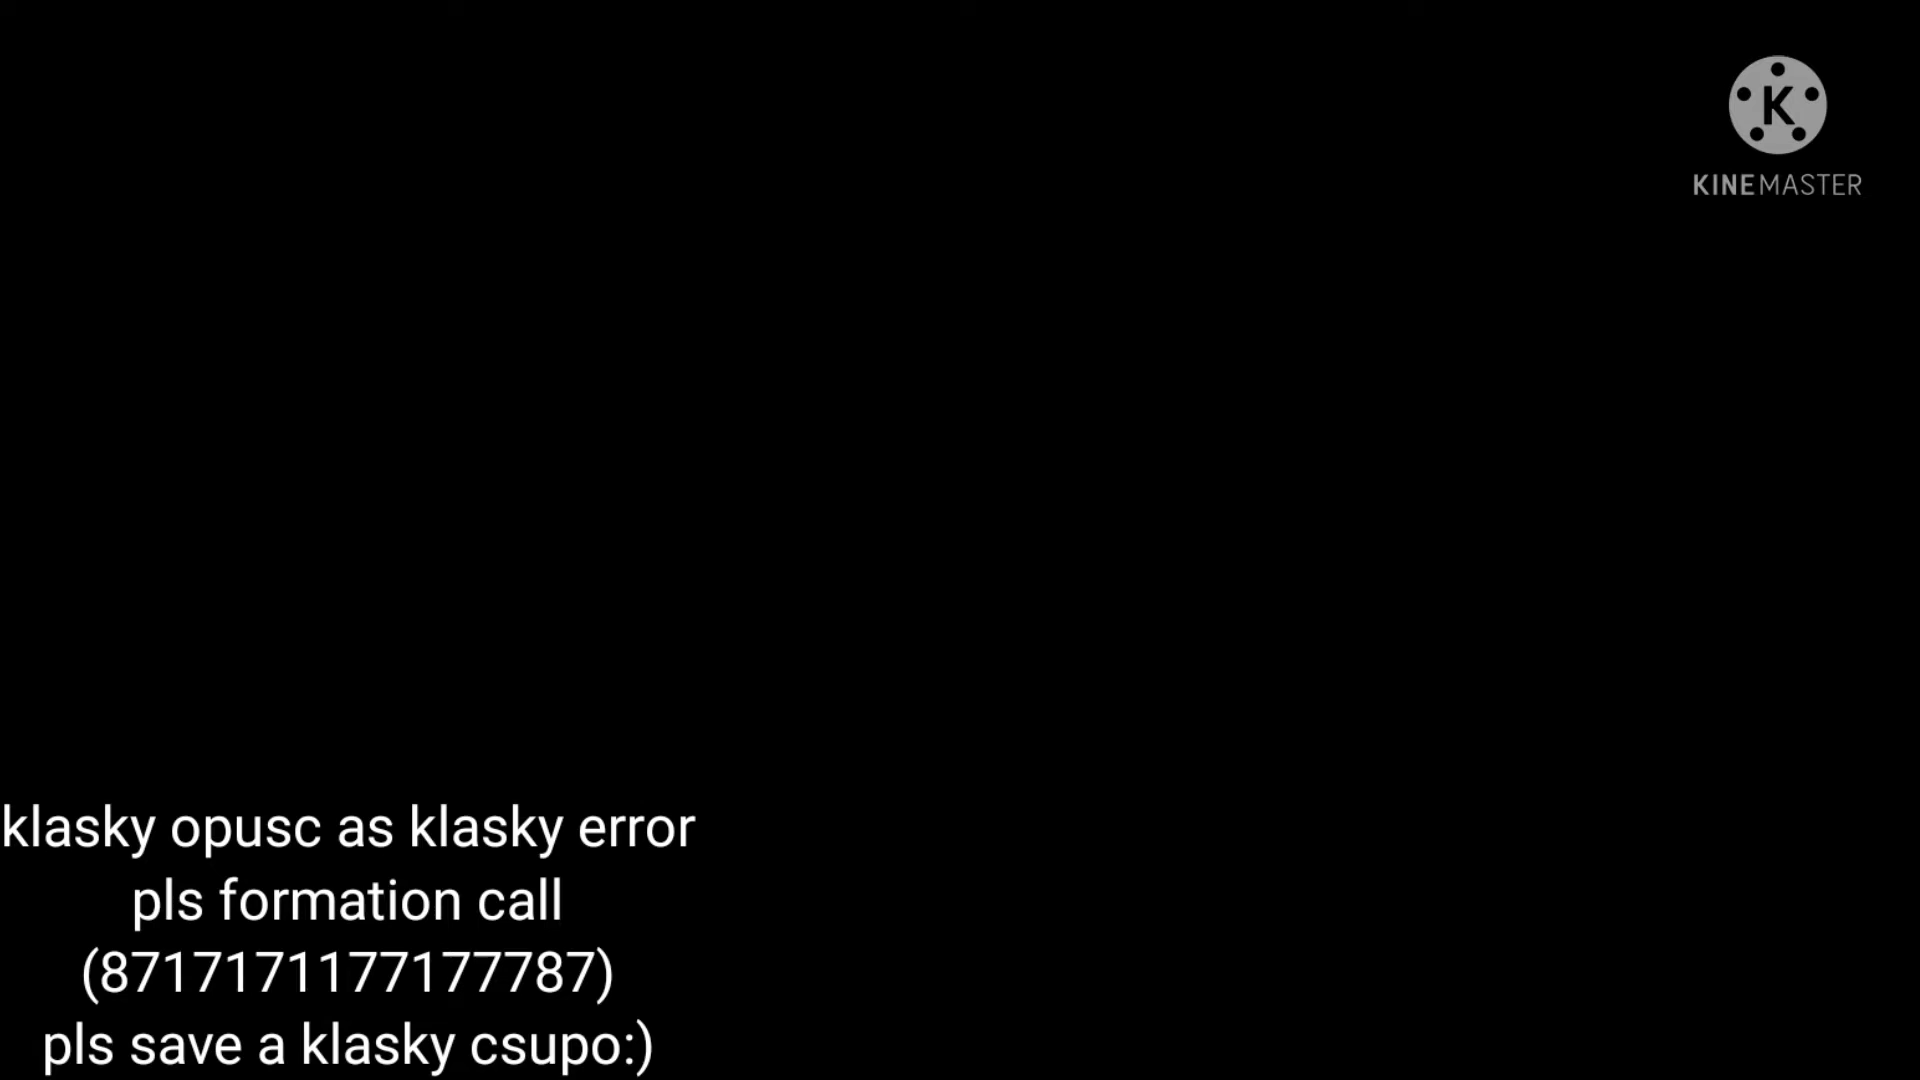 K
KINEMASTER
klasky opusc as klasky error
pls formation call
(8717171177177787)
pls save a klasky csupo:)